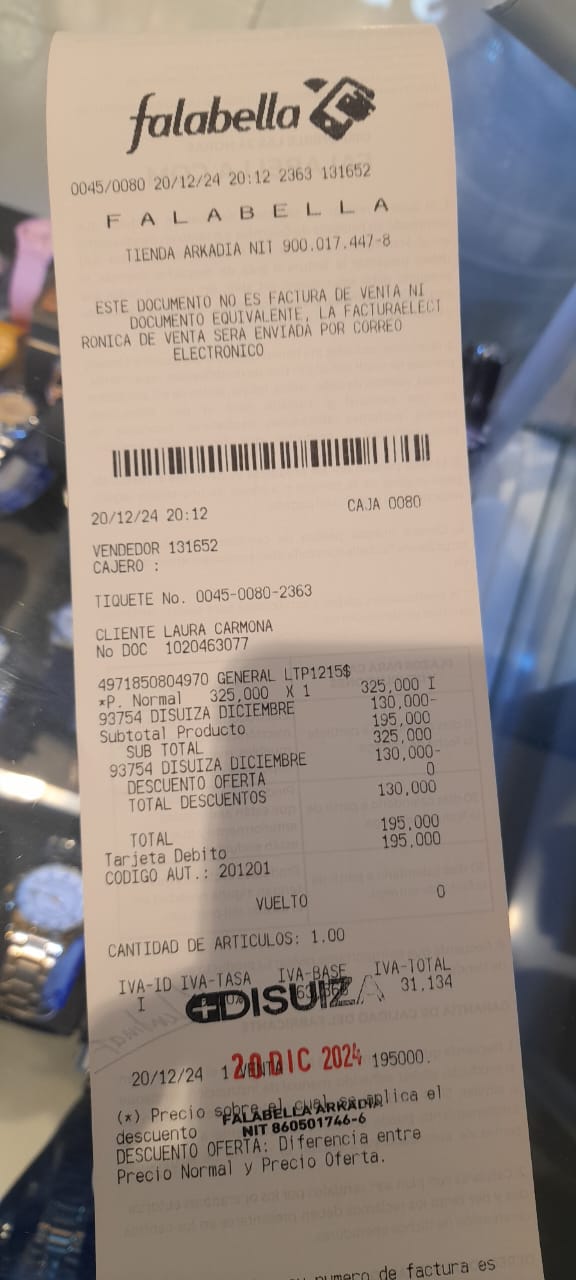 falabella
0045/0080 20/12/24 20:12 2363 131652
F A L A B E L L A
TIENDA ARKADIA NIT 900.017.447-8
ESTE DOCUMENTO NO ES FACTURA DE VENTA NI
DOCUMENTO EQUIVALENTE, LA FACTURAELECT
RONICA DE VENTA SERA ENVIADA POR CORREO
ELECTRONICO
20/12/24 20:12 CAJA 0080
VENDEDOR 131652
CAJERO :
TIQUETE No. 0045-0080-2363
CLIENTE LAURA CARMONA
No DOC 1020463077
4971850804970 GENERAL LTP1215$
*P. Normal 325,000 X 1 325,000 I
93754 DISUIZA DICIEMBRE 130,000-
Subtotal Producto 195,000
SUB TOTAL 325,000
93754 DISUIZA DICIEMBRE 130,000-
DESCUENTO OFERTA 0
TOTAL DESCUENTOS 130,000
TOTAL 195,000
Tarjeta Debito 195,000
CODIGO AUT.: 201201
VUELTO 0
CANTIDAD DE ARTICULOS: 1.00
IVA-ID IVA-TASA IVA-BASE IVA-TOTAL
I 31.134
DISUIZA
20/12/24 1 VENTA 195000.
20 DIC 2024
(*) Precio sobre el cual se aplica el
descuento
FALABELLA ARKADIA
NIT 860501746-6
DESCUENTO OFERTA: Diferencia entre
Precio Normal y Precio Oferta.
numero de factura es